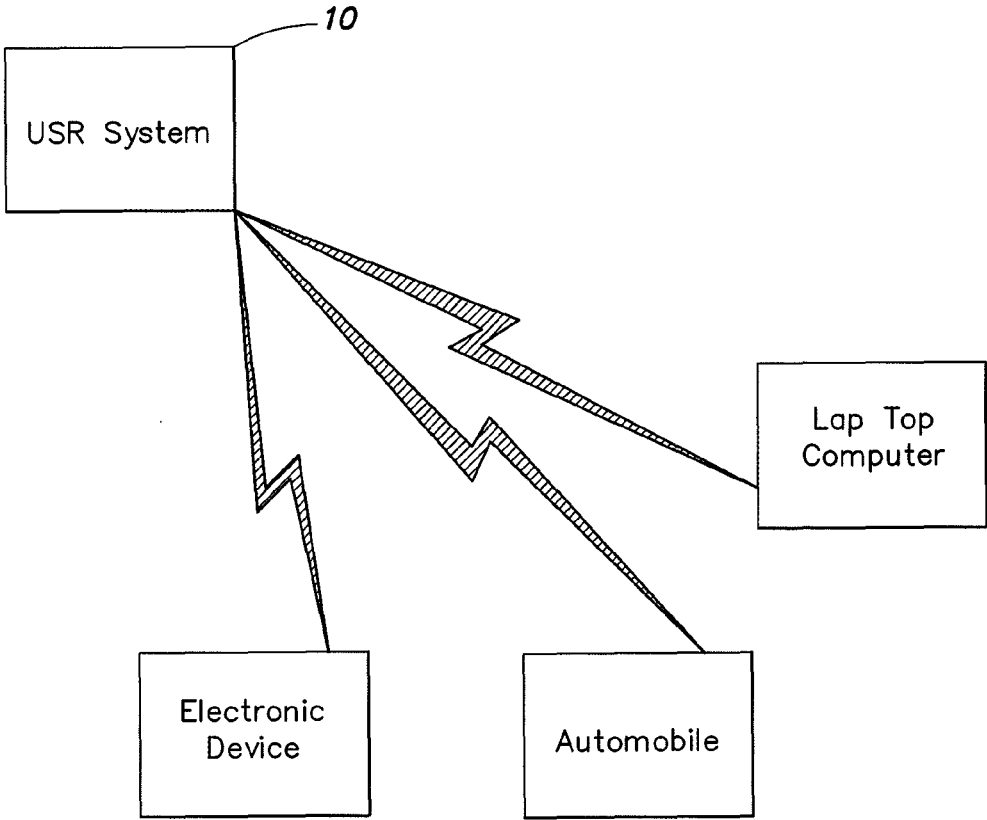 10
USR System
Lap Top
Computer
Electronic
Device
Automobile